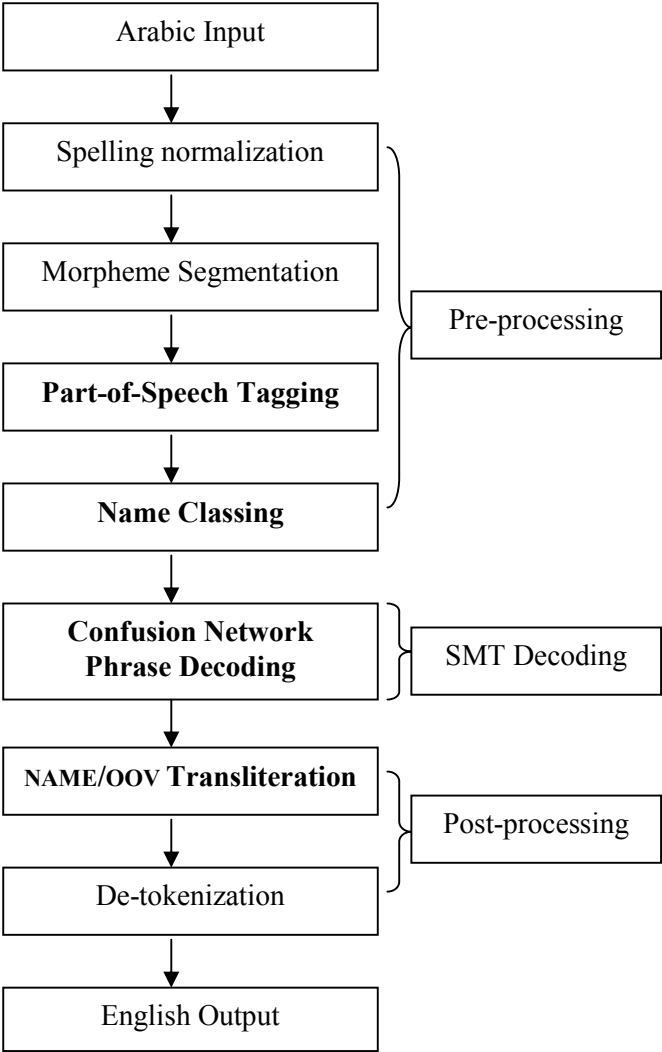 Arabic Input
Spelling normalization
Morpheme Segmentation
Pre-processing
Part-of-Speech Tagging
Name Classing
Confusion Network
Phrase Decoding
SMT Decoding
NAME/OOV Transliteration
Post-processing
De-tokenization
English Output